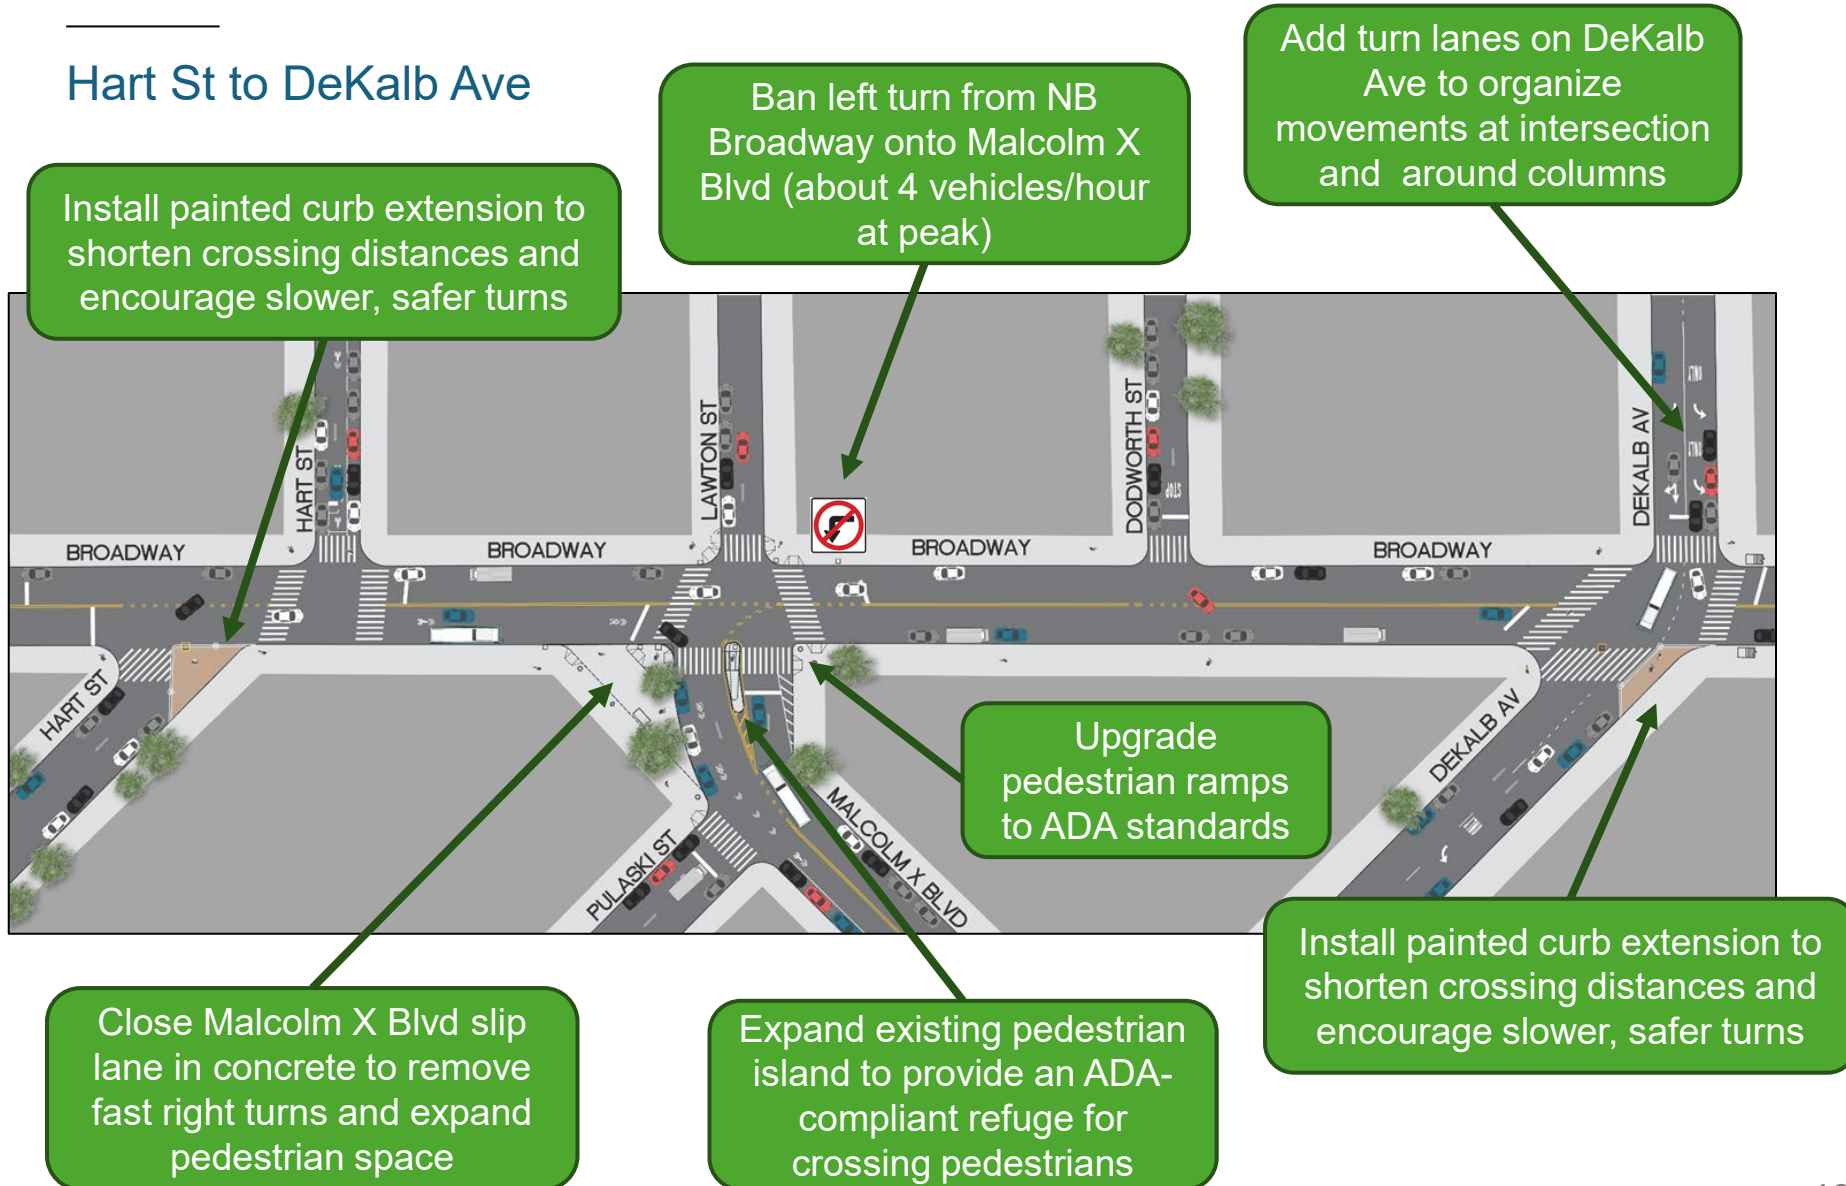 Hart St to DeKalb Ave
Install painted curb extension to
shorten crossing distances and
encourage slower, safer turns
Ban left turn from NB
Broadway onto Malcolm X
Blvd (about 4 vehicles/hour
at peak)
Add turn lanes on DeKalb
Ave to organize
movements at intersection
and around columns
HART ST
LAWTON ST
DODWORTH ST
STOP
DEKALB AV
ONLY
ONLY
BROADWAY
BROADWAY
BROADWAY
BROADWAY
HART ST
PULASKI ST
MALCOLM X BLVD
DEKALB AV
Upgrade
pedestrian ramps
to ADA standards
Close Malcolm X Blvd slip
lane in concrete to remove
fast right turns and expand
pedestrian space
Expand existing pedestrian
island to provide an ADA-
compliant refuge for
crossing pedestrians
Install painted curb extension to
shorten crossing distances and
encourage slower, safer turns